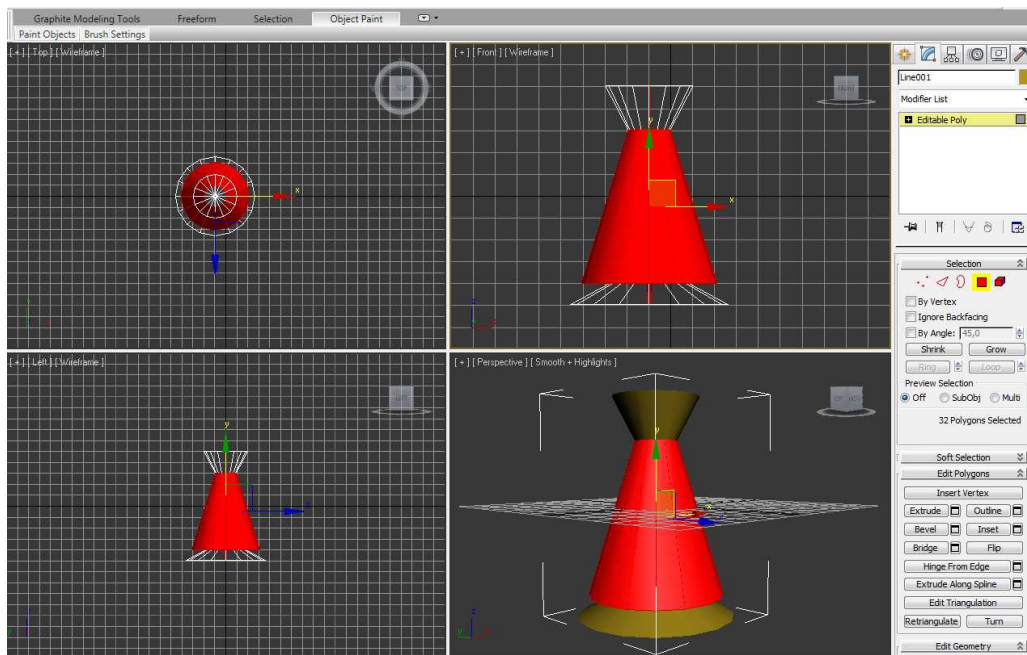 Graphite Modeling Tools Freeform Selection Object Paint
Paint Objects Brush Settings
[ + ] [ Top ] [ Wireframe ]
TOP
x
[ + ] [ Front ] [ Wireframe ]
FRONT
y
x
z
x
[ + ] [ Left ] [ Wireframe ]
LEFT
y
y
[ + ] [ Perspective ] [ Smooth + Highlights ]
y
x
z
y
Line001
Modifier List
Editable Poly
Selection
By Vertex
Ignore Backfacing
By Angle: 45,0
Shrink Grow
Ring Loop
Preview Selection
Off SubObj Multi
32 Polygons Selected
Soft Selection
Edit Polygons
Insert Vertex
Extrude Outline
Bevel Inset
Bridge Flip
Hinge From Edge
Extrude Along Spline
Edit Triangulation
Retriangulate Turn
Edit Geometry